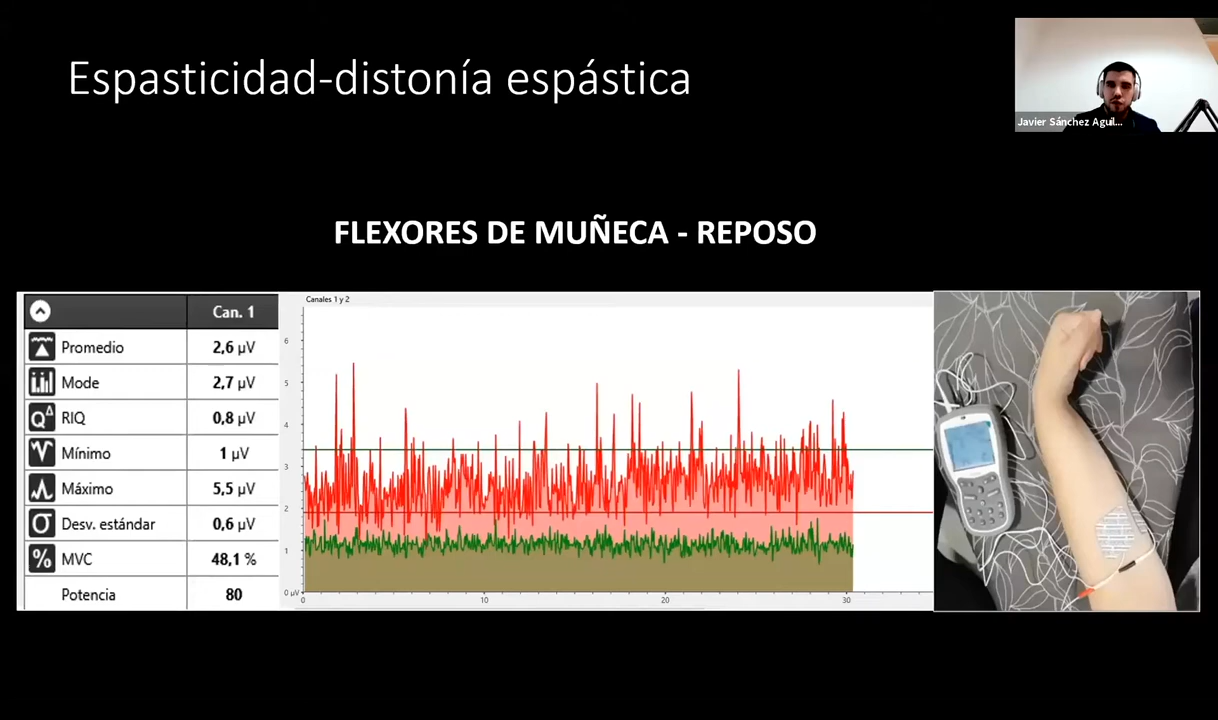 Espasticidad-distonía espástica
Javier Sánchez Aguil...
FLEXORES DE MUÑECA - REPOSO
Can. 1
Promedio 2,6 µV
Mode 2,7 µV
RIQ 0,8 µV
Mínimo 1 µV
Máximo 5,5 µV
Desv. estándar 0,6 µV
MVC 48,1 %
Potencia 80
Canales 1 y 2
6
5
4
3
2
1
0 µV
0 10 20 30